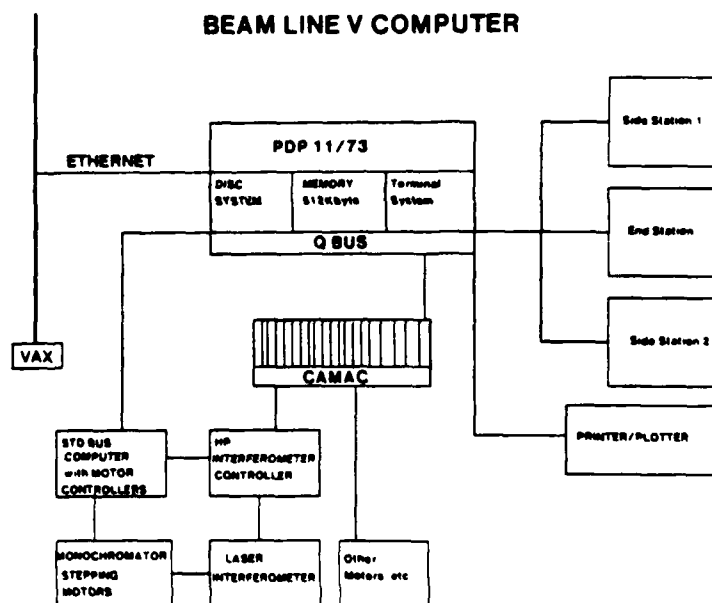 BEAM LINE V COMPUTER
Side Station 1
PDP 11/73
ETHERNET
DISC
SYSTEM
MEMORY
512Kbyte
Terminal
System
End Station
Q BUS
VAX
CAMAC
Side Station 2
STD BUS
COMPUTER
with MOTOR
CONTROLLERS
HP
INTERFEROMETER
CONTROLLER
PRINTER/PLOTTER
MONOCHROMATOR
STEPPING
MOTORS
LASER
INTERFEROMETER
Other
Motors etc